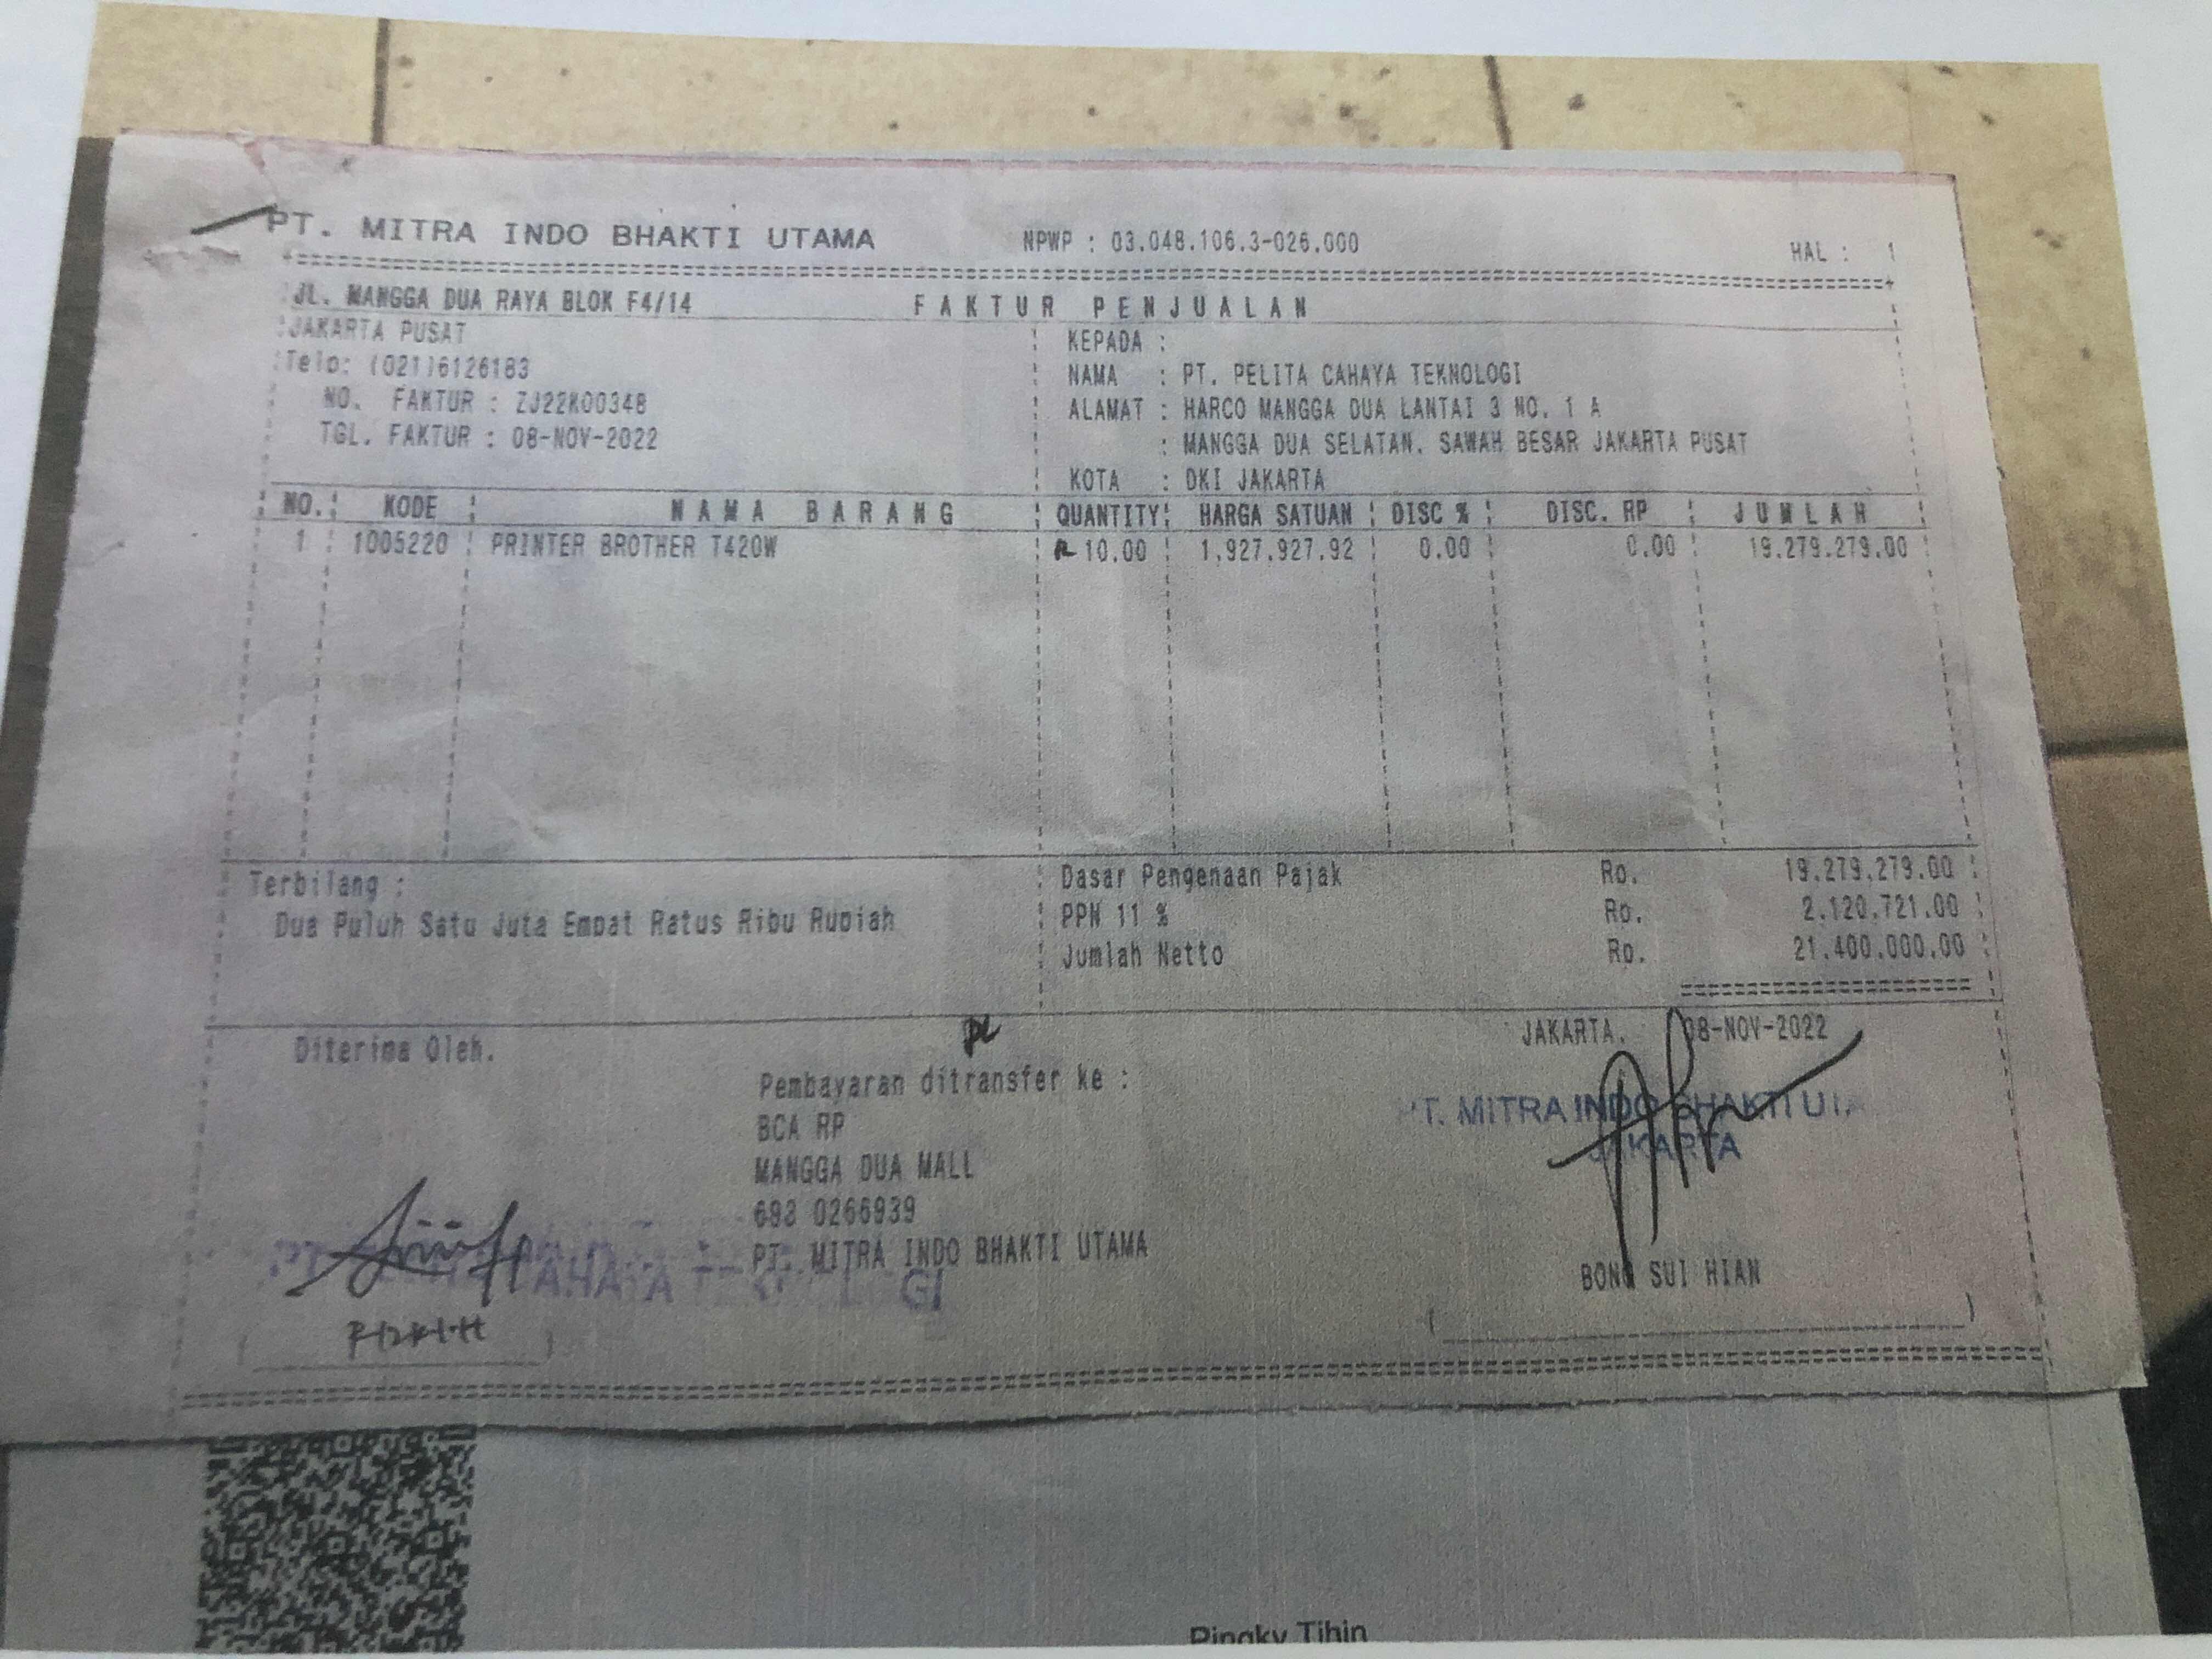 PT. MITRA INDO BHAKTI UTAMA NPWP : 03.048.106.3-026.000 HAL : 1
JL. MANGGA DUA RAYA BLOK F4/14 FAKTUR PENJUALAN
JAKARTA PUSAT
Telp: (021)6126183
NO. FAKTUR : ZJ22K00348
TGL. FAKTUR : 08-NOV-2022
KEPADA :
NAMA : PT. PELITA CAHAYA TEKNOLOGI
ALAMAT : HARCO MANGGA DUA LANTAI 3 NO. 1 A
: MANGGA DUA SELATAN. SAWAH BESAR JAKARTA PUSAT
KOTA : DKI JAKARTA
NO. KODE NAMA BARANG QUANTITY HARGA SATUAN DISC % DISC. RP JUMLAH
1 1005220 PRINTER BROTHER T420W 10.00 1.927.927.92 0.00 0.00 19.279.279.00
Terbilang :
Dua Puluh Satu Juta Empat Ratus Ribu Rupiah
Dasar Pengenaan Pajak Rp. 19.279.279.00
PPN 11 % Rp. 2.120.721.00
Jumlah Netto Rp. 21.400.000.00
Diterima Oleh.
Pembayaran ditransfer ke :
BCA RP
MANGGA DUA MALL
693 0266939
PT. MITRA INDO BHAKTI UTAMA
JAKARTA. 08-NOV-2022
PT. MITRA INDO BHAKTI UTA
JAKARTA
BONG SUI HIAN
CAHAYA
Pingky Tihin